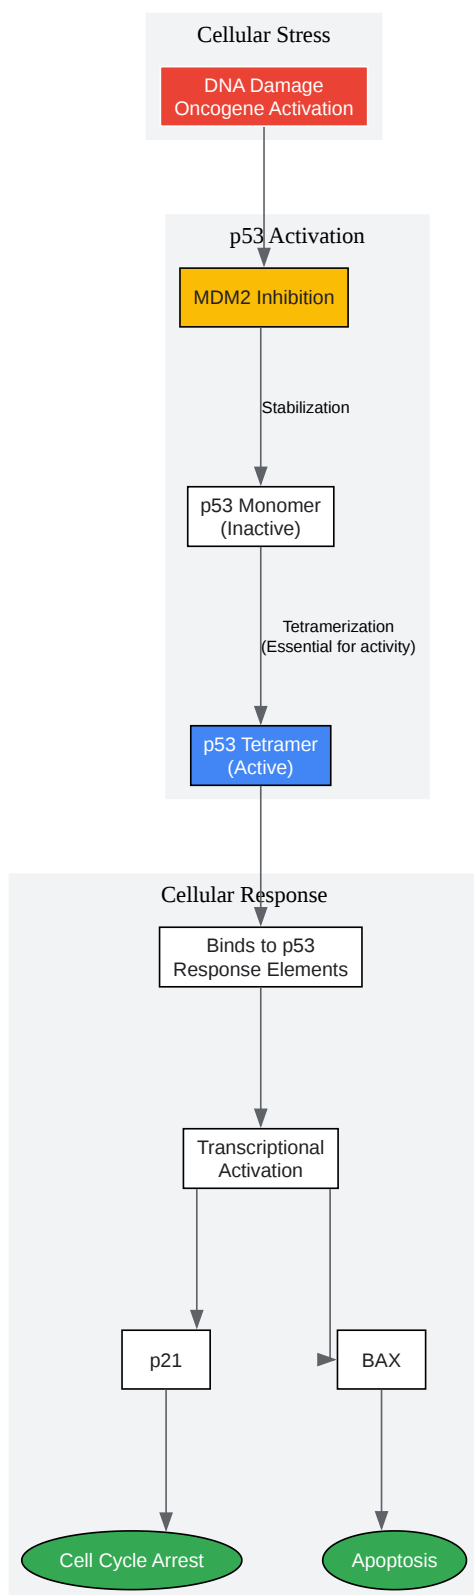 Cellular Stress
DNA Damage
Oncogene Activation
p53 Activation
MDM2 Inhibition
Stabilization
p53 Monomer
(Inactive)
Tetramerization
(Essential for activity)
p53 Tetramer
(Active)
Cellular Response
Binds to p53
Response Elements
Transcriptional
Activation
p21
BAX
Cell Cycle Arrest
Apoptosis